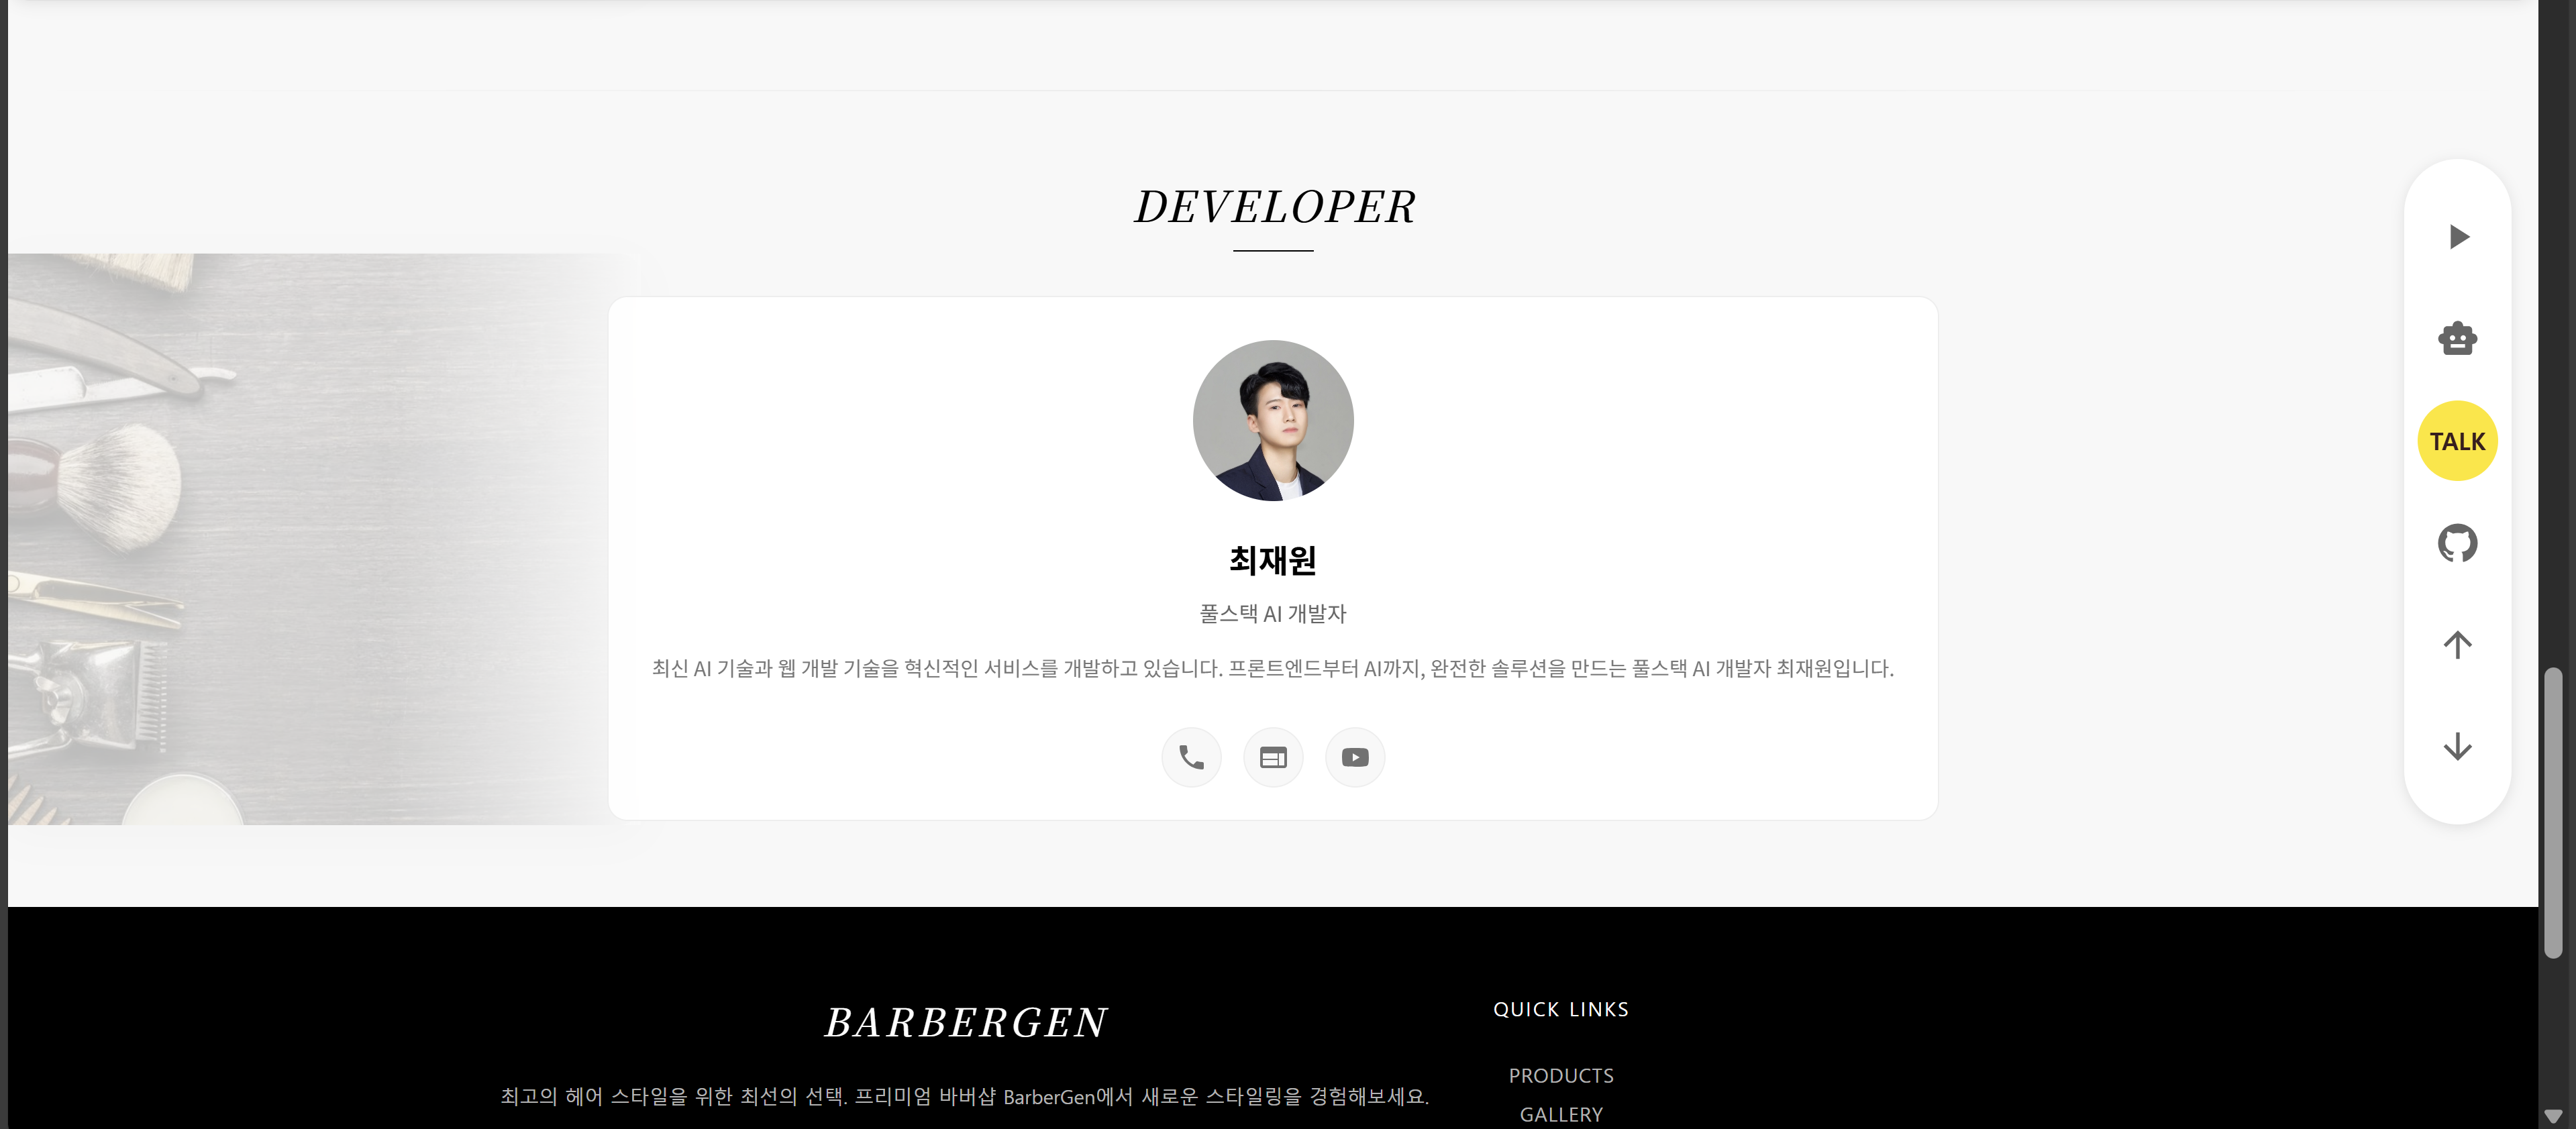 DEVELOPER
TALK
최재원
풀스택 AI 개발자
최신 AI 기술과 웹 개발 기술을 혁신적인 서비스를 개발하고 있습니다. 프론트엔드부터 AI까지, 완전한 솔루션을 만드는 풀스택 AI 개발자 최재원입니다.
BARBERGEN
최고의 헤어 스타일을 위한 최선의 선택. 프리미엄 바버샵 BarberGen에서 새로운 스타일링을 경험해보세요.
QUICK LINKS
PRODUCTS
GALLERY